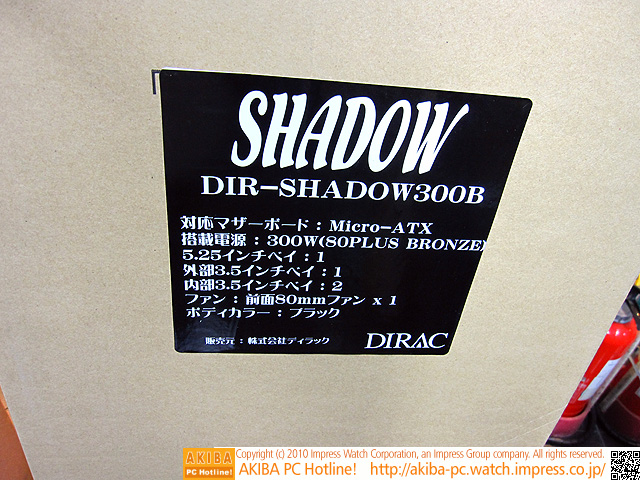 SHADOW
DIR-SHADOW300B
対応マザーボード : Micro-ATX
搭載電源 : 300W(80PLUS BRONZE)
5.25インチベイ : 1
外部3.5インチベイ : 1
内部3.5インチベイ : 2
ファン : 前面80mmファン x 1
ボディカラー : ブラック
販売元 : 株式会社ディラック
DIRAC
AKIBA PC Hotline!
Copyright (c) 2010 Impress Watch Corporation, an Impress Group company. All rights reserved.
AKIBA PC Hotline! http://akiba-pc.watch.impress.co.jp/